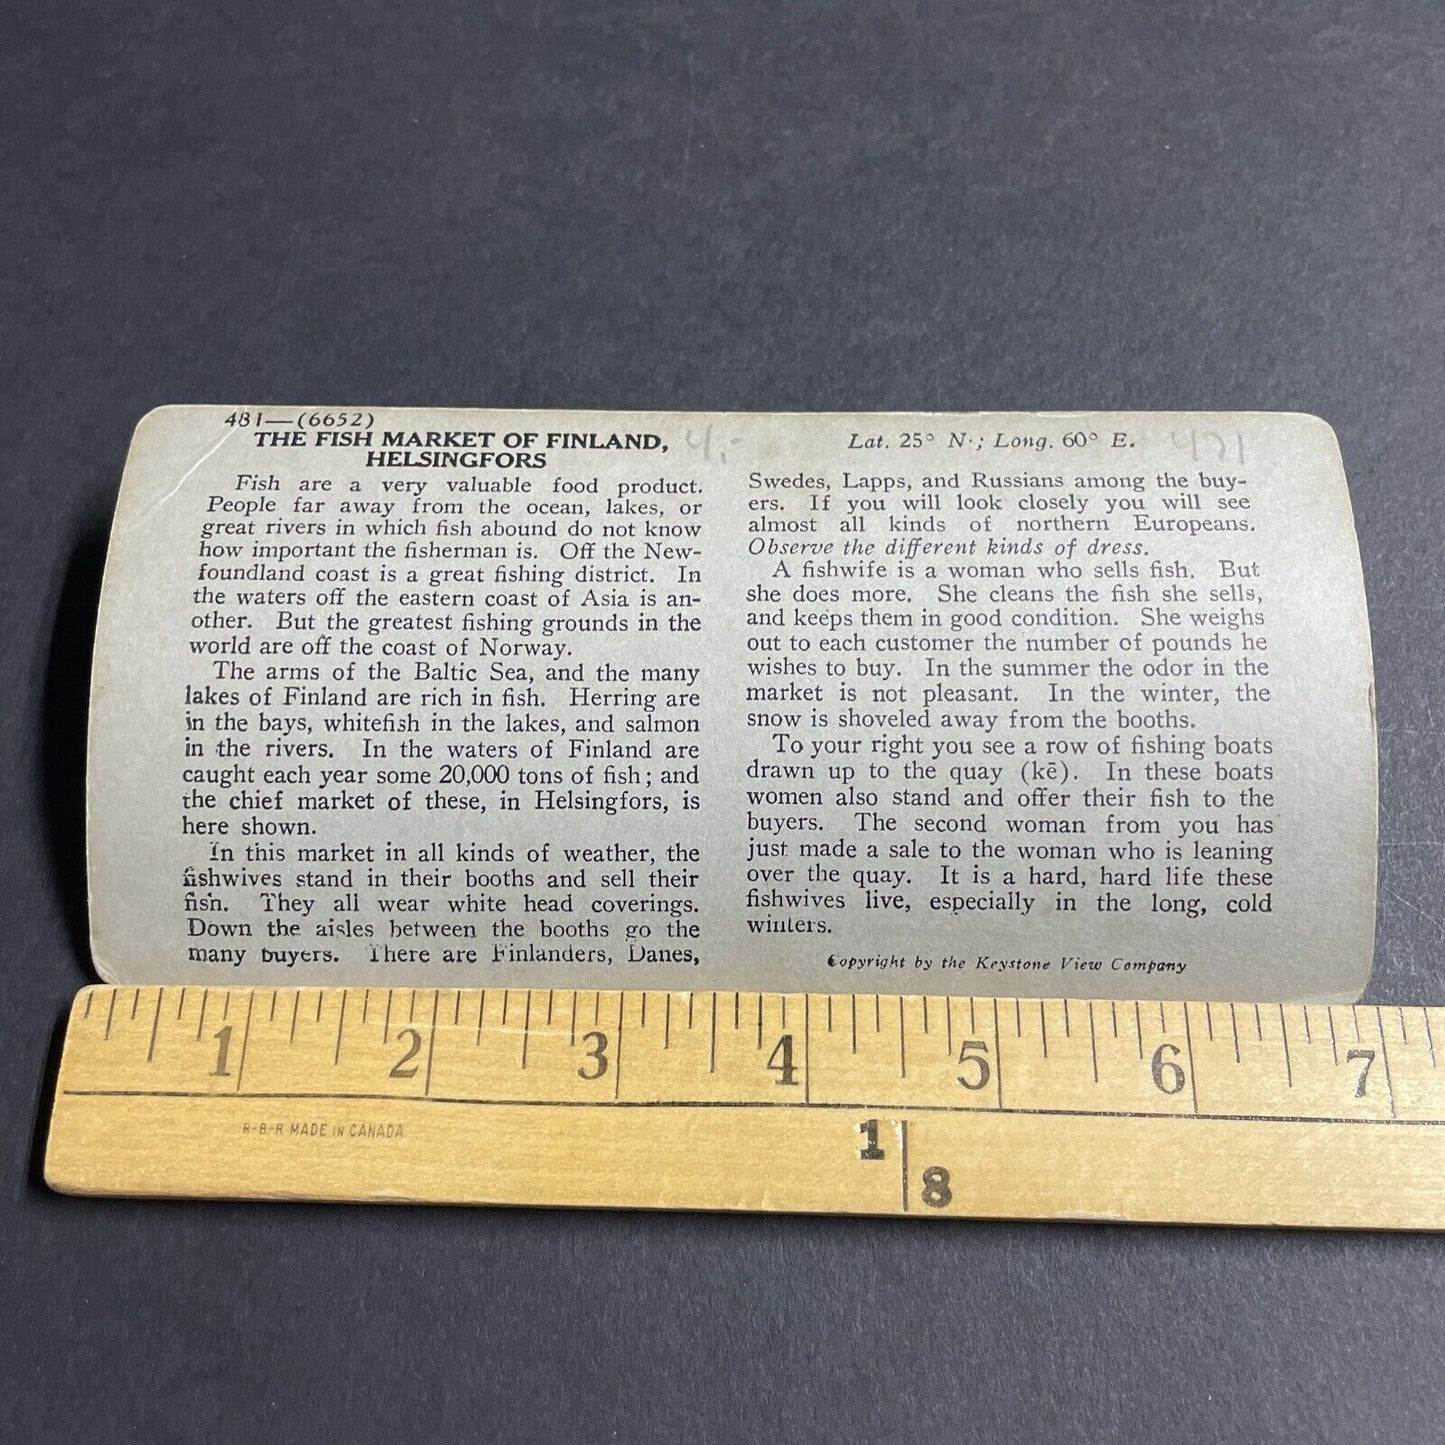 481—(6652)
THE FISH MARKET OF FINLAND,
HELSINGFORS
Fish are a very valuable food product.
People far away from the ocean, lakes, or
great rivers in which fish abound do not know
how important the fisherman is. Off the New-
foundland coast is a great fishing district. In
the waters off the eastern coast of Asia is an-
other. But the greatest fishing grounds in the
world are off the coast of Norway.
The arms of the Baltic Sea, and the many
lakes of Finland are rich in fish. Herring are
in the bays, whitefish in the lakes, and salmon
in the rivers. In the waters of Finland are
caught each year some 20,000 tons of fish; and
the chief market of these, in Helsingfors, is
here shown.
In this market in all kinds of weather, the
fishwives stand in their booths and sell their
fish. They all wear white head coverings.
Down the aisles between the booths go the
many buyers. There are Finlanders, Danes,
4.-
Lat. 25° N.; Long. 60° E.
471
Swedes, Lapps, and Russians among the buy-
ers. If you will look closely you will see
almost all kinds of northern Europeans.
Observe the different kinds of dress.
A fishwife is a woman who sells fish. But
she does more. She cleans the fish she sells,
and keeps them in good condition. She weighs
out to each customer the number of pounds he
wishes to buy. In the summer the odor in the
market is not pleasant. In the winter, the
snow is shoveled away from the booths.
To your right you see a row of fishing boats
drawn up to the quay (kē). In these boats
women also stand and offer their fish to the
buyers. The second woman from you has
just made a sale to the woman who is leaning
over the quay. It is a hard, hard life these
fishwives live, especially in the long, cold
winters.
Copyright by the Keystone View Company
1 2 3 4 5 6 7
R-B-R MADE IN CANADA
1
8